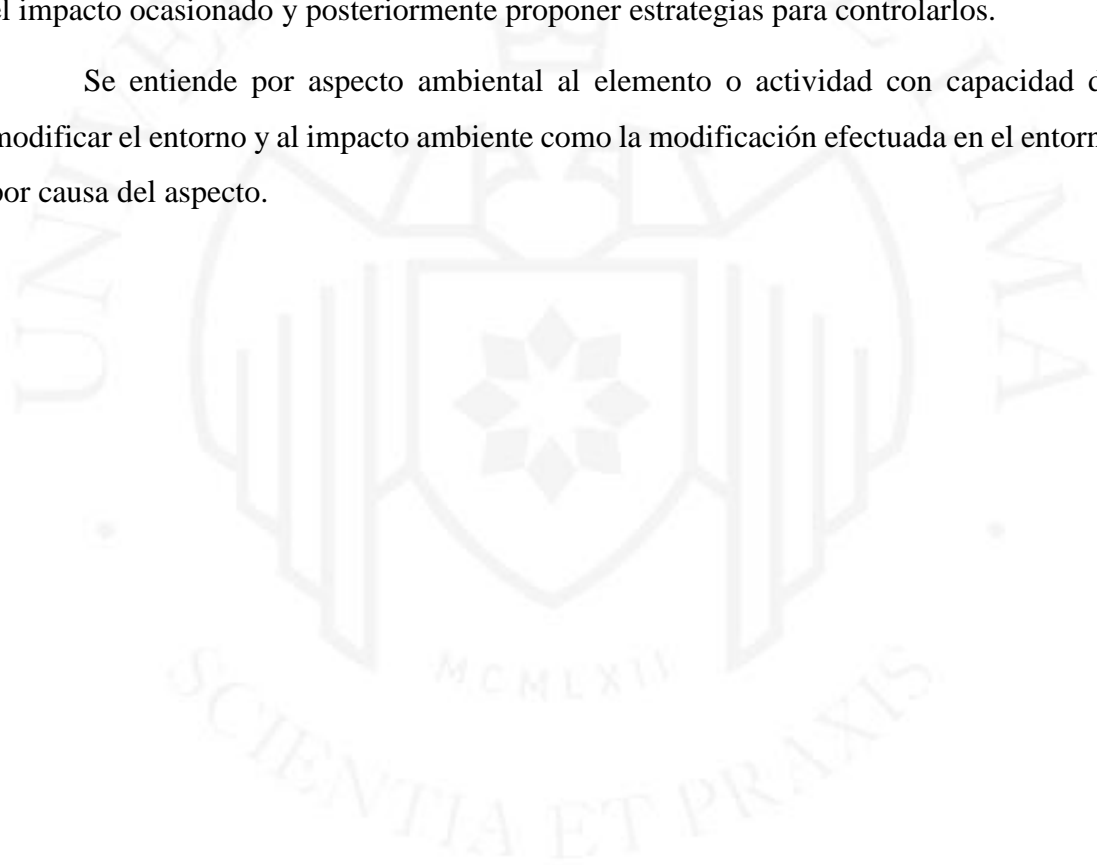 el impacto ocasionado y posteriormente proponer estrategias para controlarlos.
Se entiende por aspecto ambiental al elemento o actividad con capacidad d
modificar el entorno y al impacto ambiente como la modificación efectuada en el entorn
por causa del aspecto.
UNIVE
LIMA
MCMLXII
SCIENTIA ET PRAXIS